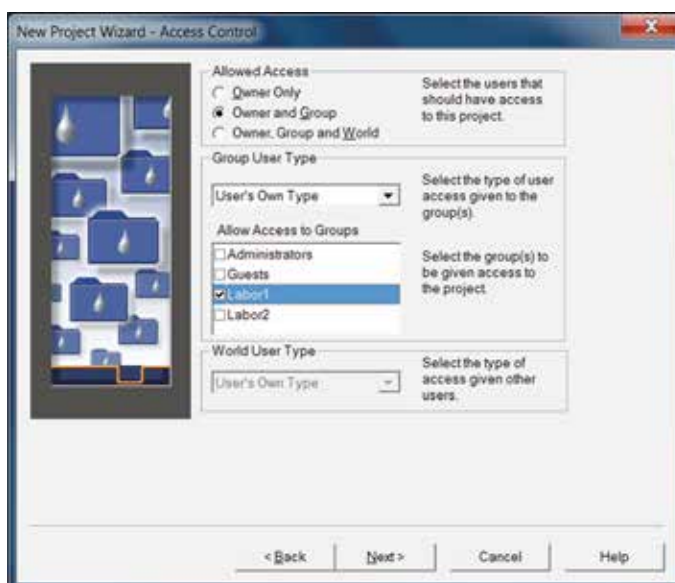 New Project Wizard - Access Control
Allowed Access
Owner Only
Owner and Group
Owner, Group and World
Select the users that
should have access
to this project.
Group User Type
User's Own Type
Select the type of user
access given to the
group(s).
Allow Access to Groups
Administrators
Guests
Labor1
Labor2
Select the group(s) to
be given access to
the project.
World User Type
User's Own Type
Select the type of
access given other
users.
< Back
Next >
Cancel
Help